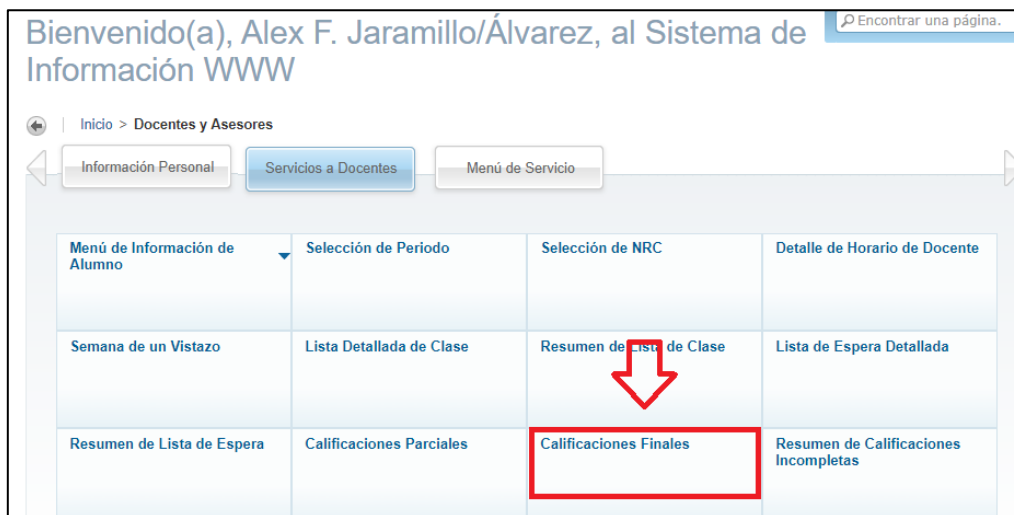 Bienvenido(a), Alex F. Jaramillo/Álvarez, al Sistema de
Información WWW
Encontrar una página.
Inicio > Docentes y Asesores
Información Personal
Servicios a Docentes
Menú de Servicio
Menú de Información de
Alumno
Selección de Periodo
Selección de NRC
Detalle de Horario de Docente
Semana de un Vistazo
Lista Detallada de Clase
Resumen de Lista de Clase
Lista de Espera Detallada
Resumen de Lista de Espera
Calificaciones Parciales
Calificaciones Finales
Resumen de Calificaciones
Incompletas